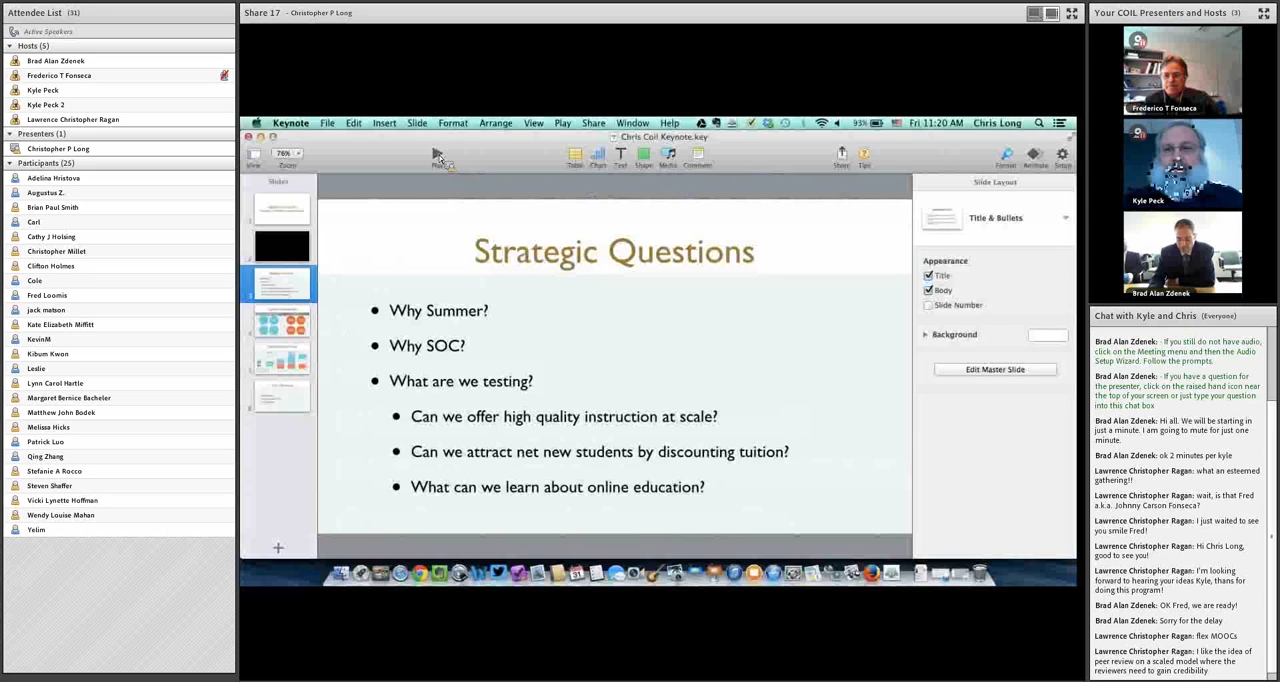 Attendee List (31)
Active Speakers
Hosts (5)
Brad Alan Zdenek
Frederico T Fonseca
Kyle Peck
Kyle Peck 2
Lawrence Christopher Ragan
Presenters (1)
Christopher P Long
Participants (25)
Adelina Hristova
Augustus Z.
Brian Paul Smith
Carl
Cathy J Holsing
Christopher Millet
Clifton Holmes
Cole
Fred Loomis
jack matson
Kate Elizabeth Miffitt
KevinM
Kibum Kwon
Leslie
Lynn Carol Hartle
Margaret Bernice Bacheler
Matthew John Bodek
Melissa Hicks
Patrick Luo
Qing Zhang
Stefanie A Rocco
Steven Shaffer
Vicki Lynette Hoffman
Wendy Louise Mahan
Yelim
Share 17 - Christopher P Long
Keynote File Edit Insert Slide Format Arrange View Play Share Window Help 93% Fri 11:20 AM Chris Long
Chris Coil Keynote.key
76%
View Zoom Table Chart Text Shape Media Comment Share Tips Format Animate Setup
Slides
Strategic Questions
• Why Summer?
• Why SOC?
• What are we testing?
• Can we offer high quality instruction at scale?
• Can we attract net new students by discounting tuition?
• What can we learn about online education?
Slide Layout
Title & Bullets
Appearance
Title
Body
Slide Number
Background
Edit Master Slide
Your COIL Presenters and Hosts (3)
Frederico T Fonseca
Kyle Peck
Brad Alan Zdenek
Chat with Kyle and Chris (Everyone)
Brad Alan Zdenek: - If you still do not have audio,
click on the Meeting menu and then the Audio
Setup Wizard. Follow the prompts.
Brad Alan Zdenek: - If you have a question for
the presenter, click on the raised hand icon near
the top of your screen or just type your question
into this chat box
Brad Alan Zdenek: Hi all. We will be starting in
just a minute. I am going to mute for just one
minute.
Brad Alan Zdenek: ok 2 minutes per kyle
Lawrence Christopher Ragan: what an esteemed
gathering!!
Lawrence Christopher Ragan: wait, is that Fred
a.k.a. Johnny Carson Fonseca?
Lawrence Christopher Ragan: I just waited to see
you smile Fred!
Lawrence Christopher Ragan: Hi Chris Long,
good to see you!
Lawrence Christopher Ragan: I'm looking
forward to hearing your ideas Kyle, thans for
doing this program!
Brad Alan Zdenek: OK Fred, we are ready!
Brad Alan Zdenek: Sorry for the delay
Lawrence Christopher Ragan: flex MOOCs
Lawrence Christopher Ragan: I like the idea of
peer review on a scaled model where the
reviewers need to gain credibility